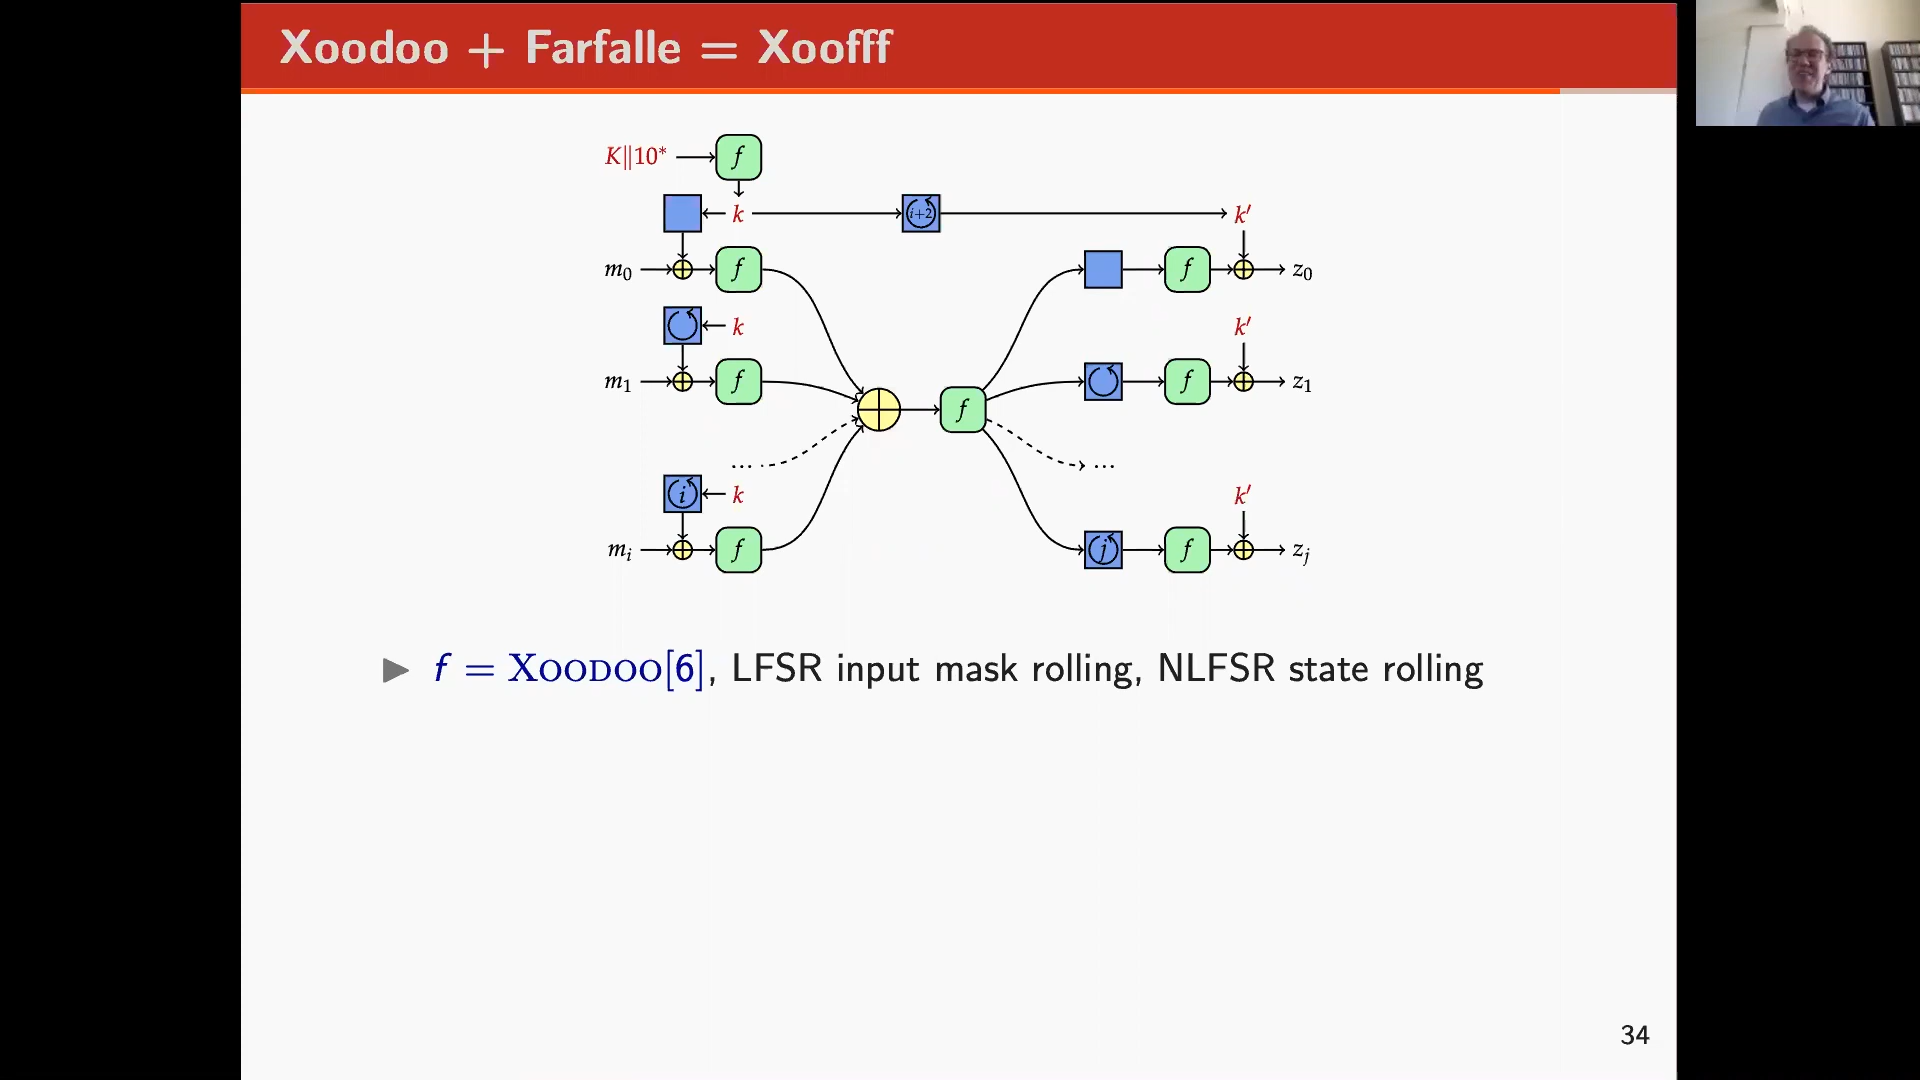 Xoodoo + Farfalle = Xoofff
K||10*
f
k
i+2
k′
m₀
f
f
z₀
k
k′
m₁
f
f
z₁
f
...
...
i
k
k′
mᵢ
f
j
f
zⱼ
f = XOODOO[6], LFSR input mask rolling, NLFSR state rolling
34